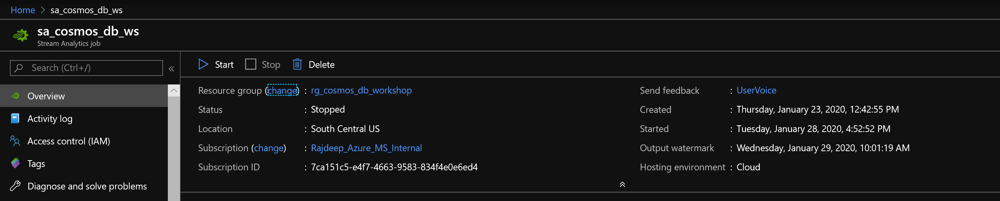 Home > sa_cosmos_db_ws
sa_cosmos_db_ws
Stream Analytics job
Search (Ctrl+/)
«
Overview
Activity log
Access control (IAM)
Tags
Diagnose and solve problems
Start Stop Delete
Resource group (change) : rg_cosmos_db_workshop
Status : Stopped
Location : South Central US
Subscription (change) : Rajdeep_Azure_MS_Internal
Subscription ID : 7ca151c5-e4f7-4663-9583-834f4e0e6ed4
Send feedback : UserVoice
Created : Thursday, January 23, 2020, 12:42:55 PM
Started : Tuesday, January 28, 2020, 4:52:52 PM
Output watermark : Wednesday, January 29, 2020, 10:01:19 AM
Hosting environment : Cloud